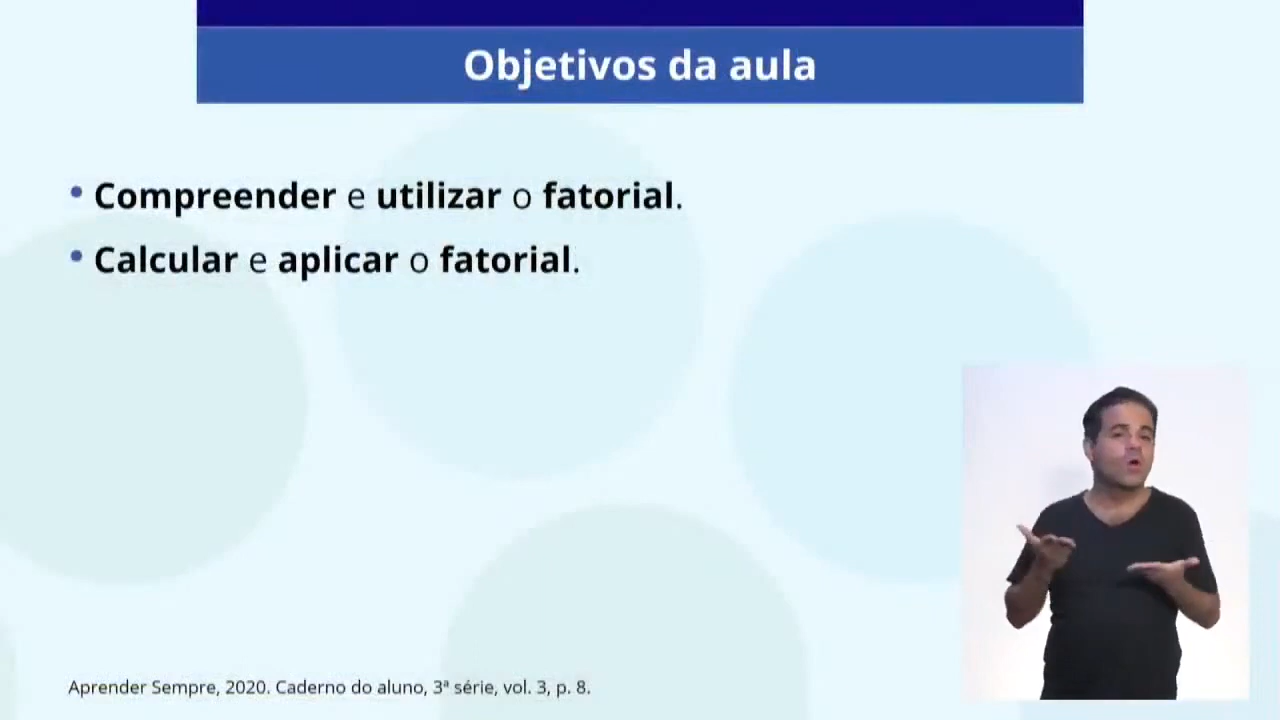 Objetivos da aula
• Compreender e utilizar o fatorial.
• Calcular e aplicar o fatorial.
Aprender Sempre, 2020. Caderno do aluno, 3ª série, vol. 3, p. 8.